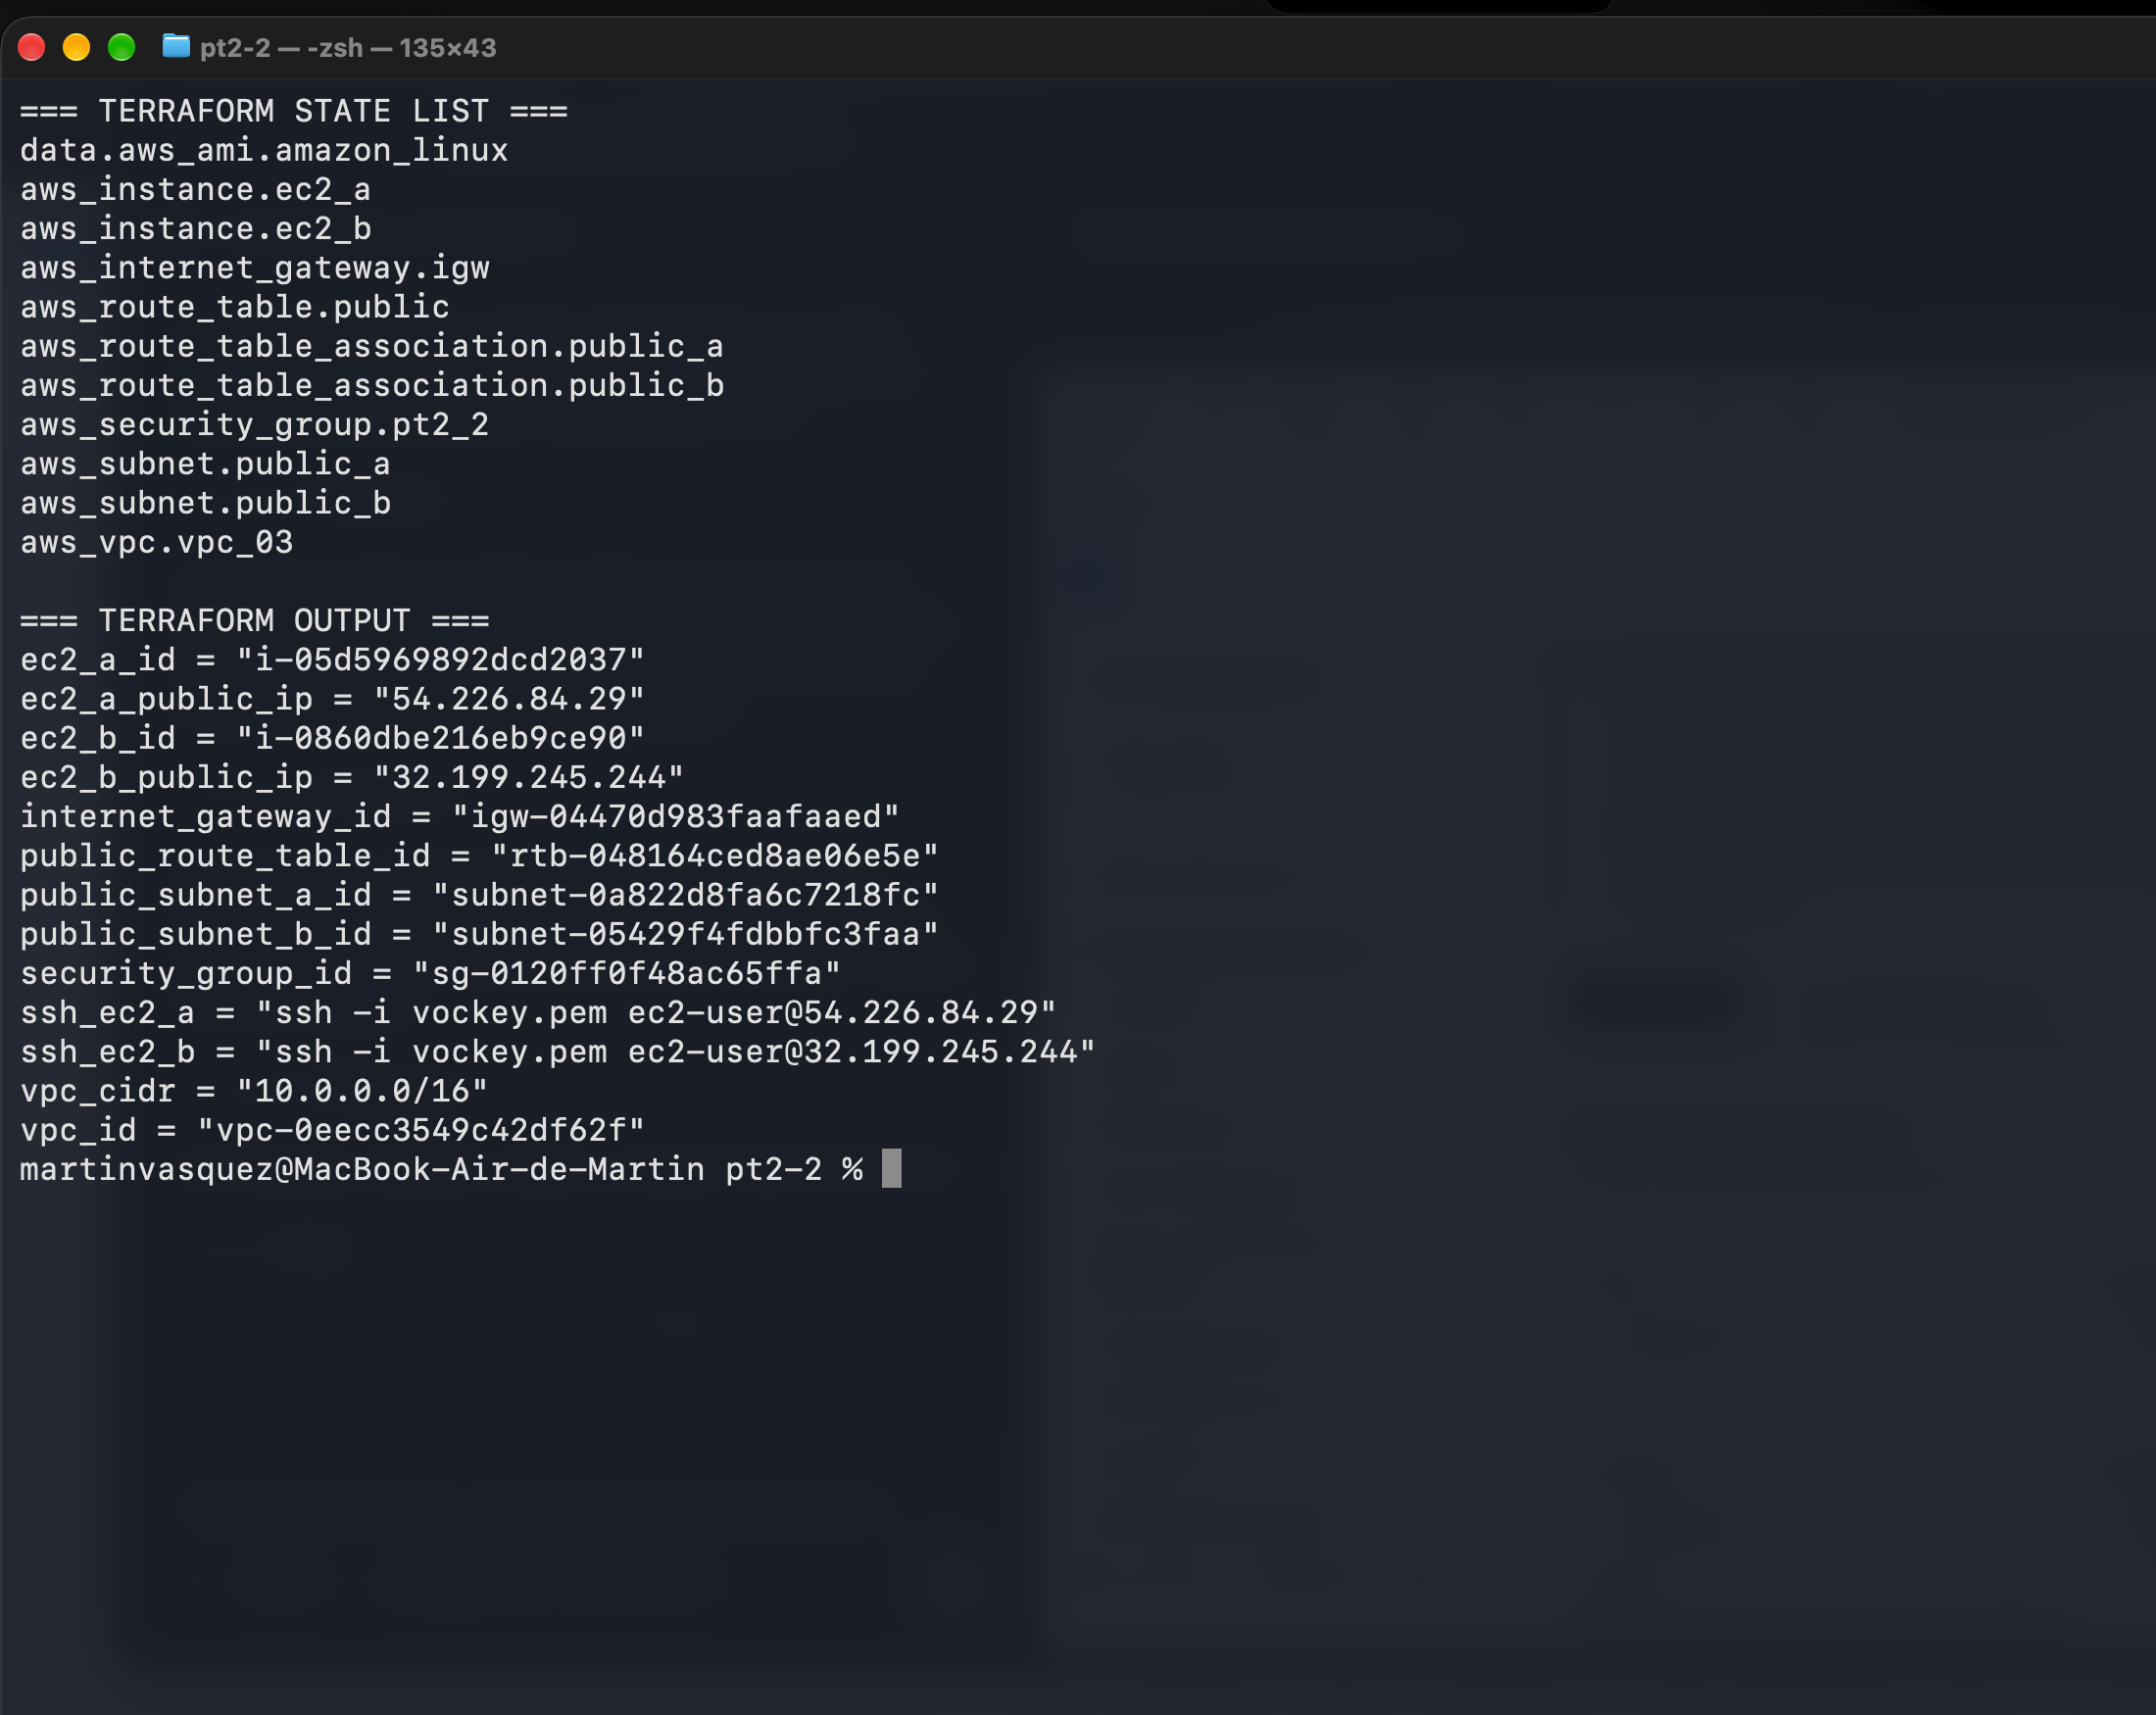 pt2-2 — -zsh — 135×43
=== TERRAFORM STATE LIST ===
data.aws_ami.amazon_linux
aws_instance.ec2_a
aws_instance.ec2_b
aws_internet_gateway.igw
aws_route_table.public
aws_route_table_association.public_a
aws_route_table_association.public_b
aws_security_group.pt2_2
aws_subnet.public_a
aws_subnet.public_b
aws_vpc.vpc_03
=== TERRAFORM OUTPUT ===
ec2_a_id = "i-05d5969892dcd2037"
ec2_a_public_ip = "54.226.84.29"
ec2_b_id = "i-0860dbe216eb9ce90"
ec2_b_public_ip = "32.199.245.244"
internet_gateway_id = "igw-04470d983faafaaed"
public_route_table_id = "rtb-048164ced8ae06e5e"
public_subnet_a_id = "subnet-0a822d8fa6c7218fc"
public_subnet_b_id = "subnet-05429f4fdbbfc3faa"
security_group_id = "sg-0120ff0f48ac65ffa"
ssh_ec2_a = "ssh -i vockey.pem ec2-user@54.226.84.29"
ssh_ec2_b = "ssh -i vockey.pem ec2-user@32.199.245.244"
vpc_cidr = "10.0.0.0/16"
vpc_id = "vpc-0eecc3549c42df62f"
martinvasquez@MacBook-Air-de-Martin pt2-2 %